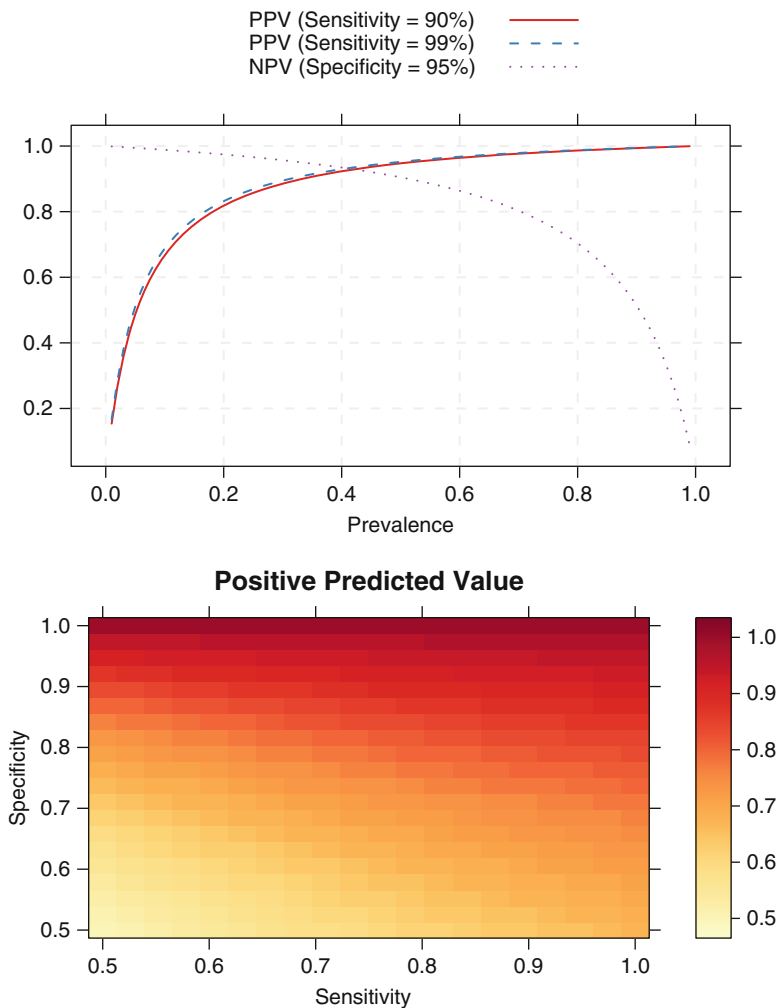 PPV (Sensitivity = 90%)
PPV (Sensitivity = 99%)
NPV (Specificity = 95%)
1.0
0.8
0.6
0.4
0.2
0.0 0.2 0.4 0.6 0.8 1.0
Prevalence
Positive Predicted Value
Specificity
1.0
0.9
0.8
0.7
0.6
0.5
0.5 0.6 0.7 0.8 0.9 1.0
Sensitivity
1.0
0.9
0.8
0.7
0.6
0.5